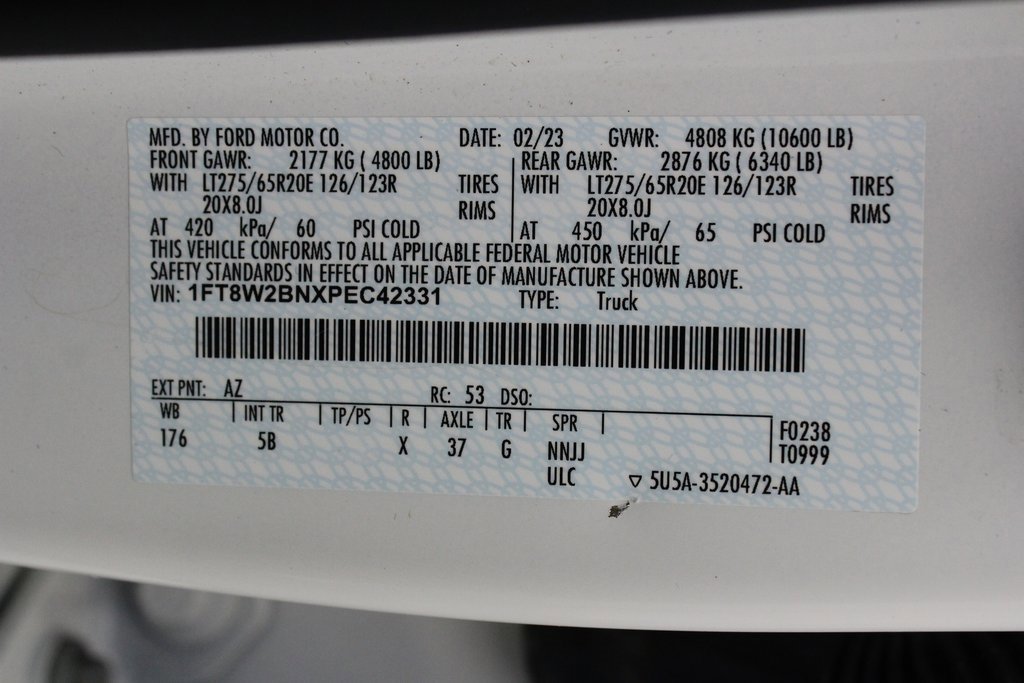 MFD. BY FORD MOTOR CO. DATE: 02/23 GVWR: 4808 KG (10600 LB)
FRONT GAWR: 2177 KG ( 4800 LB) REAR GAWR: 2876 KG ( 6340 LB)
WITH LT275/65R20E 126/123R TIRES WITH LT275/65R20E 126/123R TIRES
20X8.0J RIMS 20X8.0J RIMS
AT 420 kPa/ 60 PSI COLD AT 450 kPa/ 65 PSI COLD
THIS VEHICLE CONFORMS TO ALL APPLICABLE FEDERAL MOTOR VEHICLE
SAFETY STANDARDS IN EFFECT ON THE DATE OF MANUFACTURE SHOWN ABOVE.
VIN: 1FT8W2BNXPEC42331 TYPE: Truck
EXT PNT: AZ RC: 53 DSO:
WB INT TR TP/PS R AXLE TR SPR F0238
176 5B X 37 G NNJJ T0999
ULC ▽ 5U5A-3520472-AA